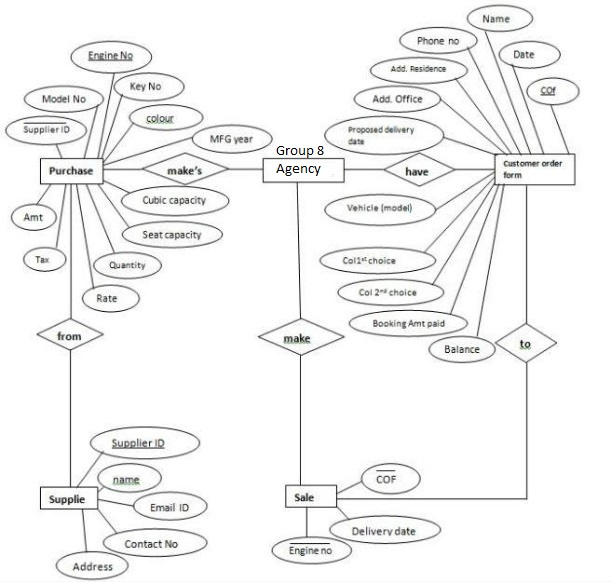 Name
Phone no
Date
Engine No
Add. Residence
Key No
COf
Model No
Add. Office
colour
Supplier ID
MFG year
Proposed delivery
date
Group 8
Agency
Purchase
make's
have
Customer order
form
Cubic capacity
Vehicle (model)
Amt
Seat capacity
Tax
Quantity
Col1st choice
Rate
Col 2nd choice
Booking Amt paid
from
make
Balance
to
Supplier ID
name
COF
Supplie
Sale
Email ID
Delivery date
Contact No
Engine no
Address